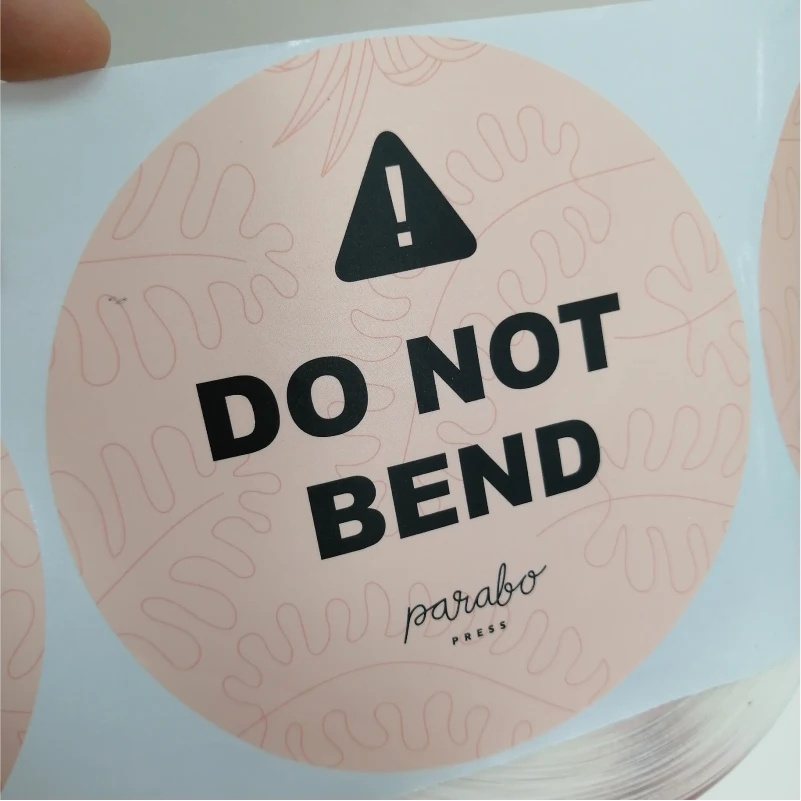 !
DO NOT
BEND
parabo
PRESS